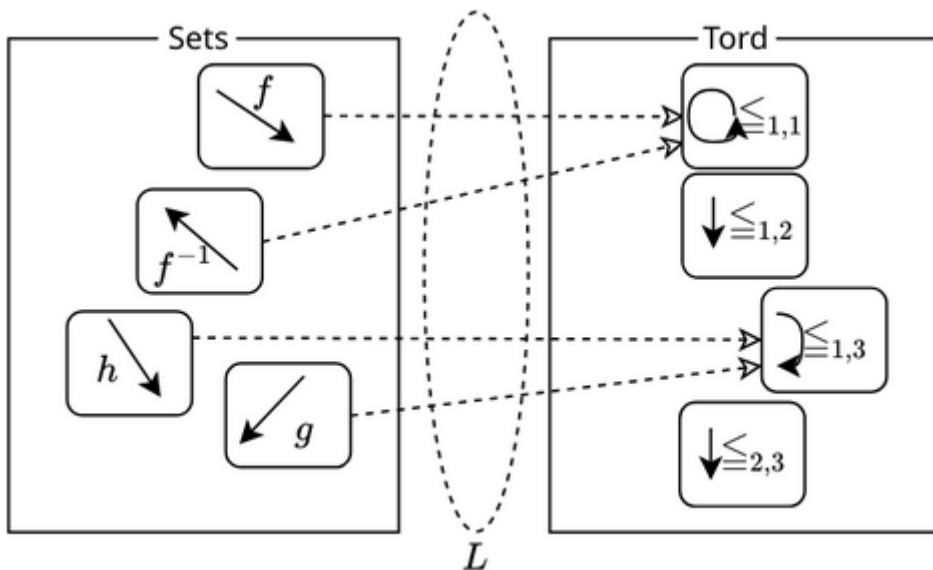 Sets
Tord
f
≦1,1
f⁻¹
≦1,2
h
≦1,3
g
≦2,3
L